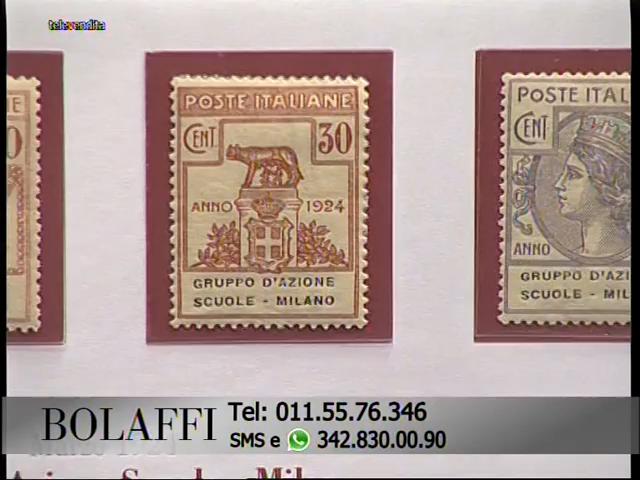 televendita
POSTE ITALIANE
CENT. 30
ANNO 1924
GRUPPO D'AZIONE
SCUOLE - MILANO
POSTE ITAL
CENT
ANNO
GRUPPO D'AZI
SCUOLE - MIL
BOLAFFI
Tel: 011.55.76.346
SMS e 342.830.00.90